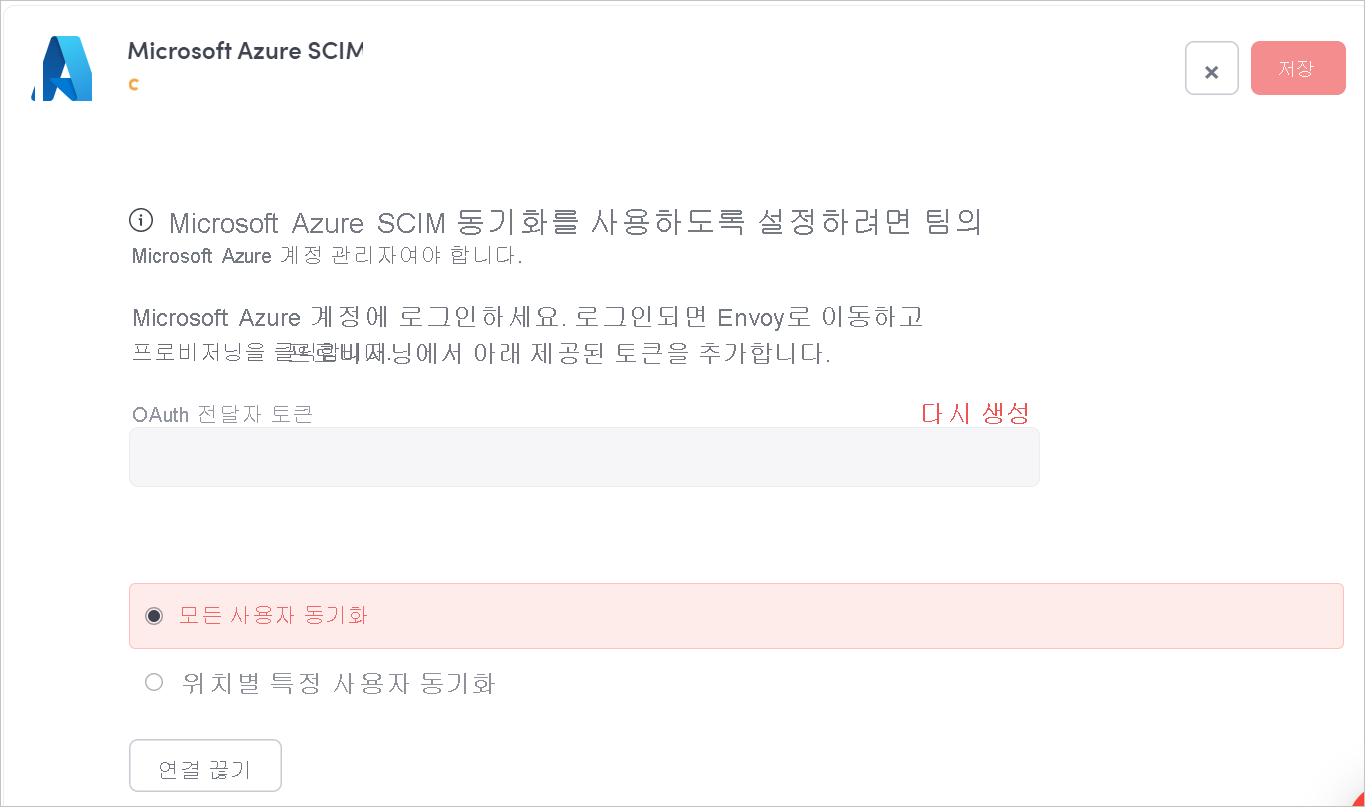 Microsoft Azure SCIM
c
저장
Microsoft Azure SCIM 동기화를 사용하도록 설정하려면 팀의
Microsoft Azure 계정 관리자여야 합니다.
Microsoft Azure 계정에 로그인하세요. 로그인되면 Envoy로 이동하고
프로비저닝을 클릭합니다. 프로비저닝에서 아래 제공된 토큰을 추가합니다.
OAuth 전달자 토큰
다시 생성
모든 사용자 동기화
위치별 특정 사용자 동기화
연결 끊기